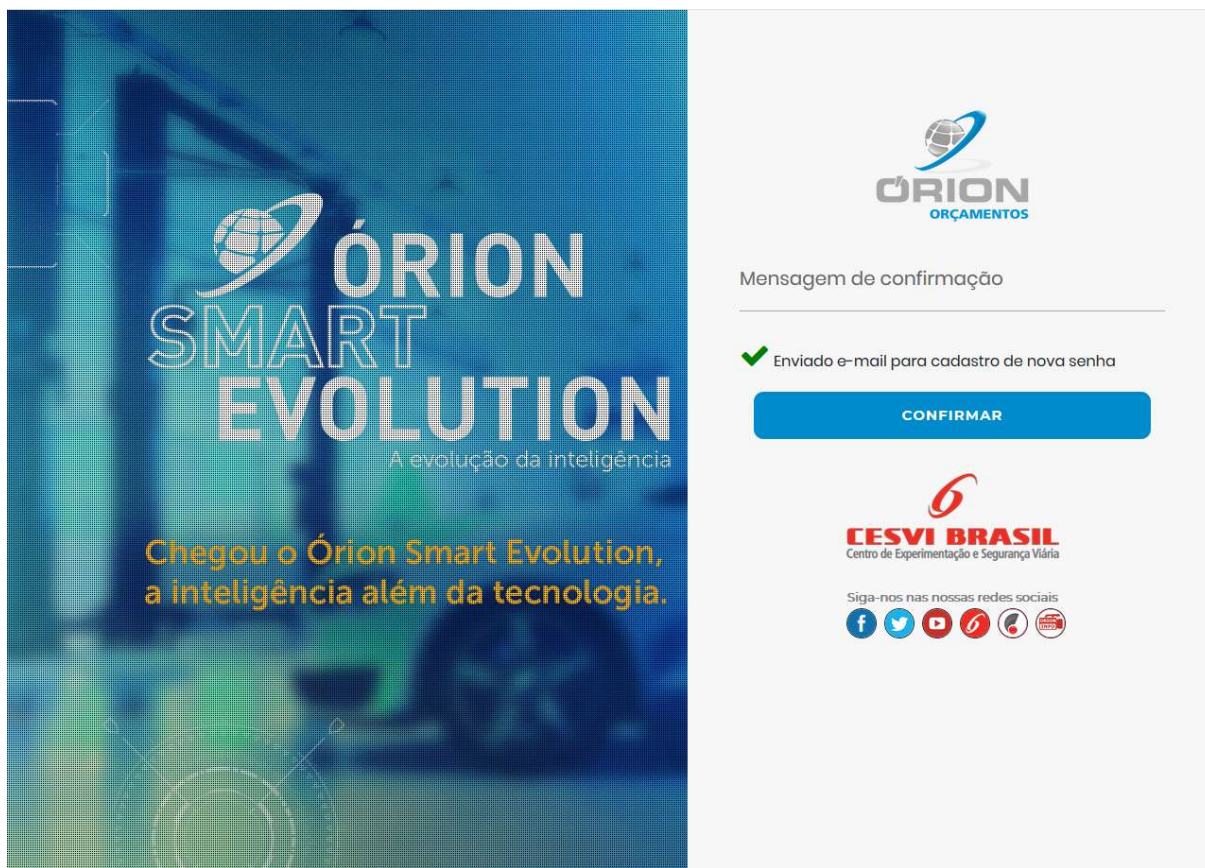 ÓRION
SMART
EVOLUTION
A evolução da inteligência
Chegou o Órion Smart Evolution,
a inteligência além da tecnologia.
ÓRION
ORÇAMENTOS
Mensagem de confirmação
Enviado e-mail para cadastro de nova senha
CONFIRMAR
CESVI BRASIL
Centro de Experimentação e Segurança Viária
Siga-nos nas nossas redes sociais